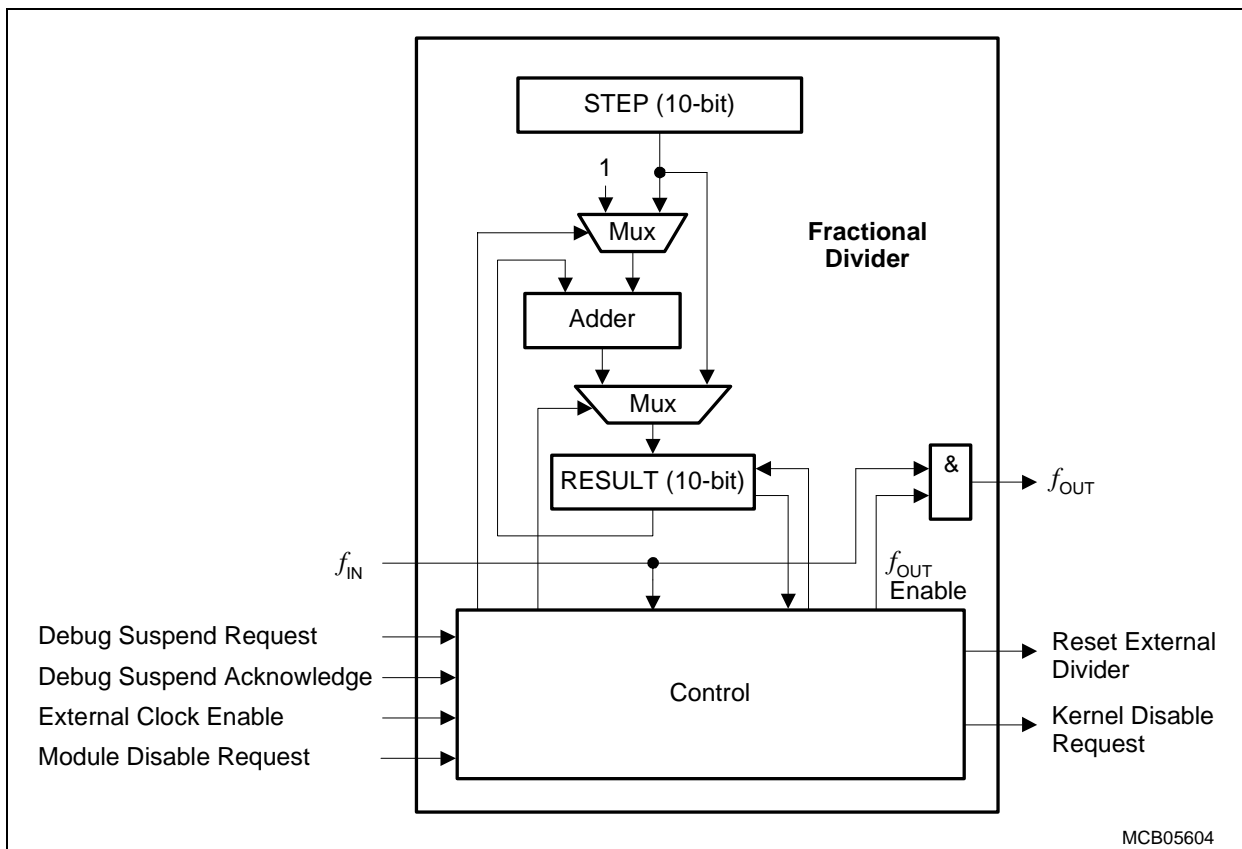 STEP (10-bit)
1
Mux
Fractional
Divider
Adder
Mux
RESULT (10-bit)
&
fOUT
fIN
fOUT
Enable
Debug Suspend Request
Debug Suspend Acknowledge
External Clock Enable
Module Disable Request
Control
Reset External
Divider
Kernel Disable
Request
MCB05604